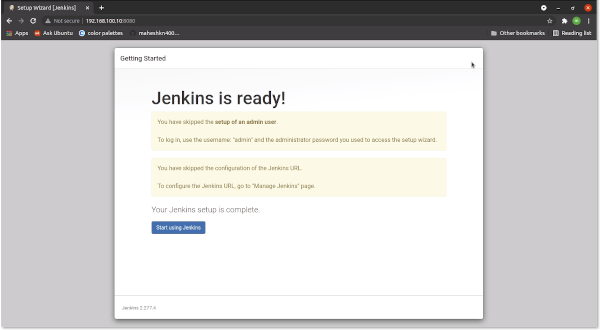 Setup Wizard [Jenkins]
Not secure | 192.168.100.10:8080
Apps
Ask Ubuntu
color palettes
maheshkn400...
Other bookmarks
Reading list
Getting Started
Jenkins is ready!
You have skipped the setup of an admin user.
To log in, use the username: "admin" and the administrator password you used to access the setup wizard.
You have skipped the configuration of the Jenkins URL.
To configure the Jenkins URL, go to "Manage Jenkins" page.
Your Jenkins setup is complete.
Start using Jenkins
Jenkins 2.277.4